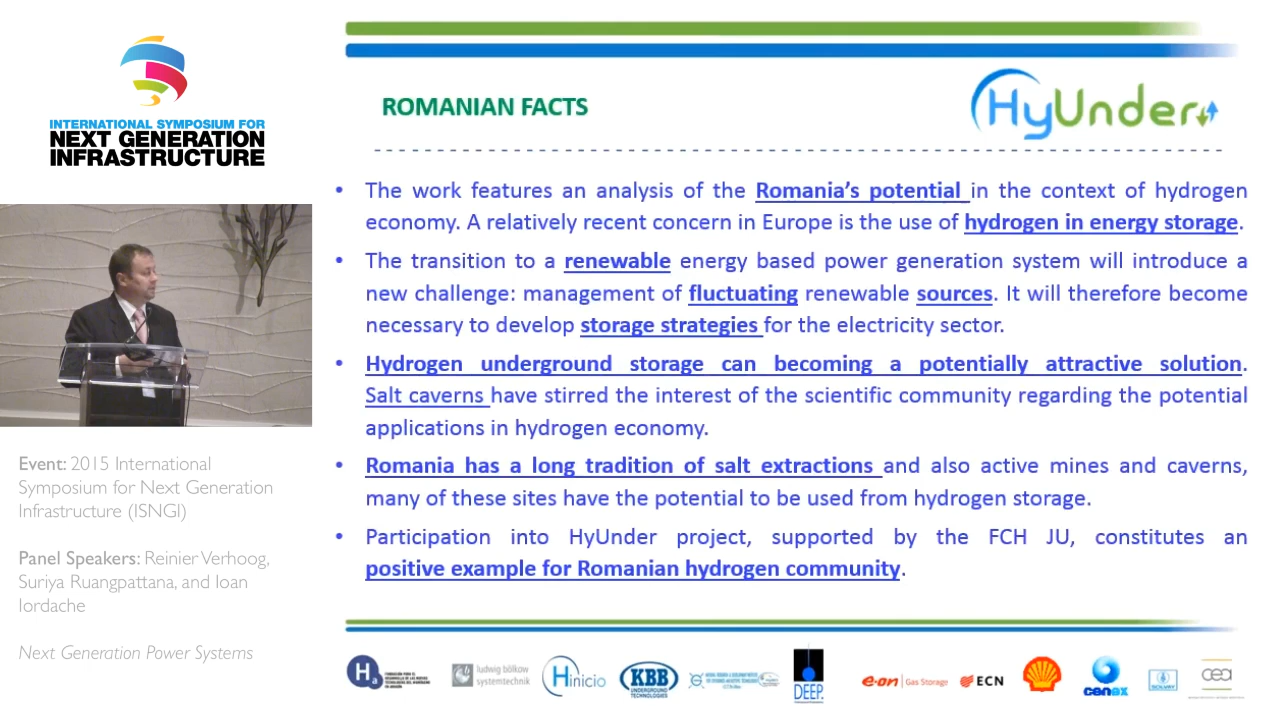 INTERNATIONAL SYMPOSIUM FOR
NEXT GENERATION
INFRASTRUCTURE
Event: 2015 International
Symposium for Next Generation
Infrastructure (ISNGI)
Panel Speakers: Reinier Verhoog,
Suriya Ruangpattana, and Ioan
Iordache
Next Generation Power Systems
ROMANIAN FACTS
HyUnder
• The work features an analysis of the Romania's potential in the context of hydrogen
economy. A relatively recent concern in Europe is the use of hydrogen in energy storage.
• The transition to a renewable energy based power generation system will introduce a
new challenge: management of fluctuating renewable sources. It will therefore become
necessary to develop storage strategies for the electricity sector.
• Hydrogen underground storage can becoming a potentially attractive solution.
Salt caverns have stirred the interest of the scientific community regarding the potential
applications in hydrogen economy.
• Romania has a long tradition of salt extractions and also active mines and caverns,
many of these sites have the potential to be used from hydrogen storage.
• Participation into HyUnder project, supported by the FCH JU, constitutes an
positive example for Romanian hydrogen community.
Ha
ludwig bölkow
systemtechnik
Hinicio
KBB
UNDERGROUND
TECHNOLOGIES
DEEP.
e·on Gas Storage
ECN
cenex
SOLVAY
cea